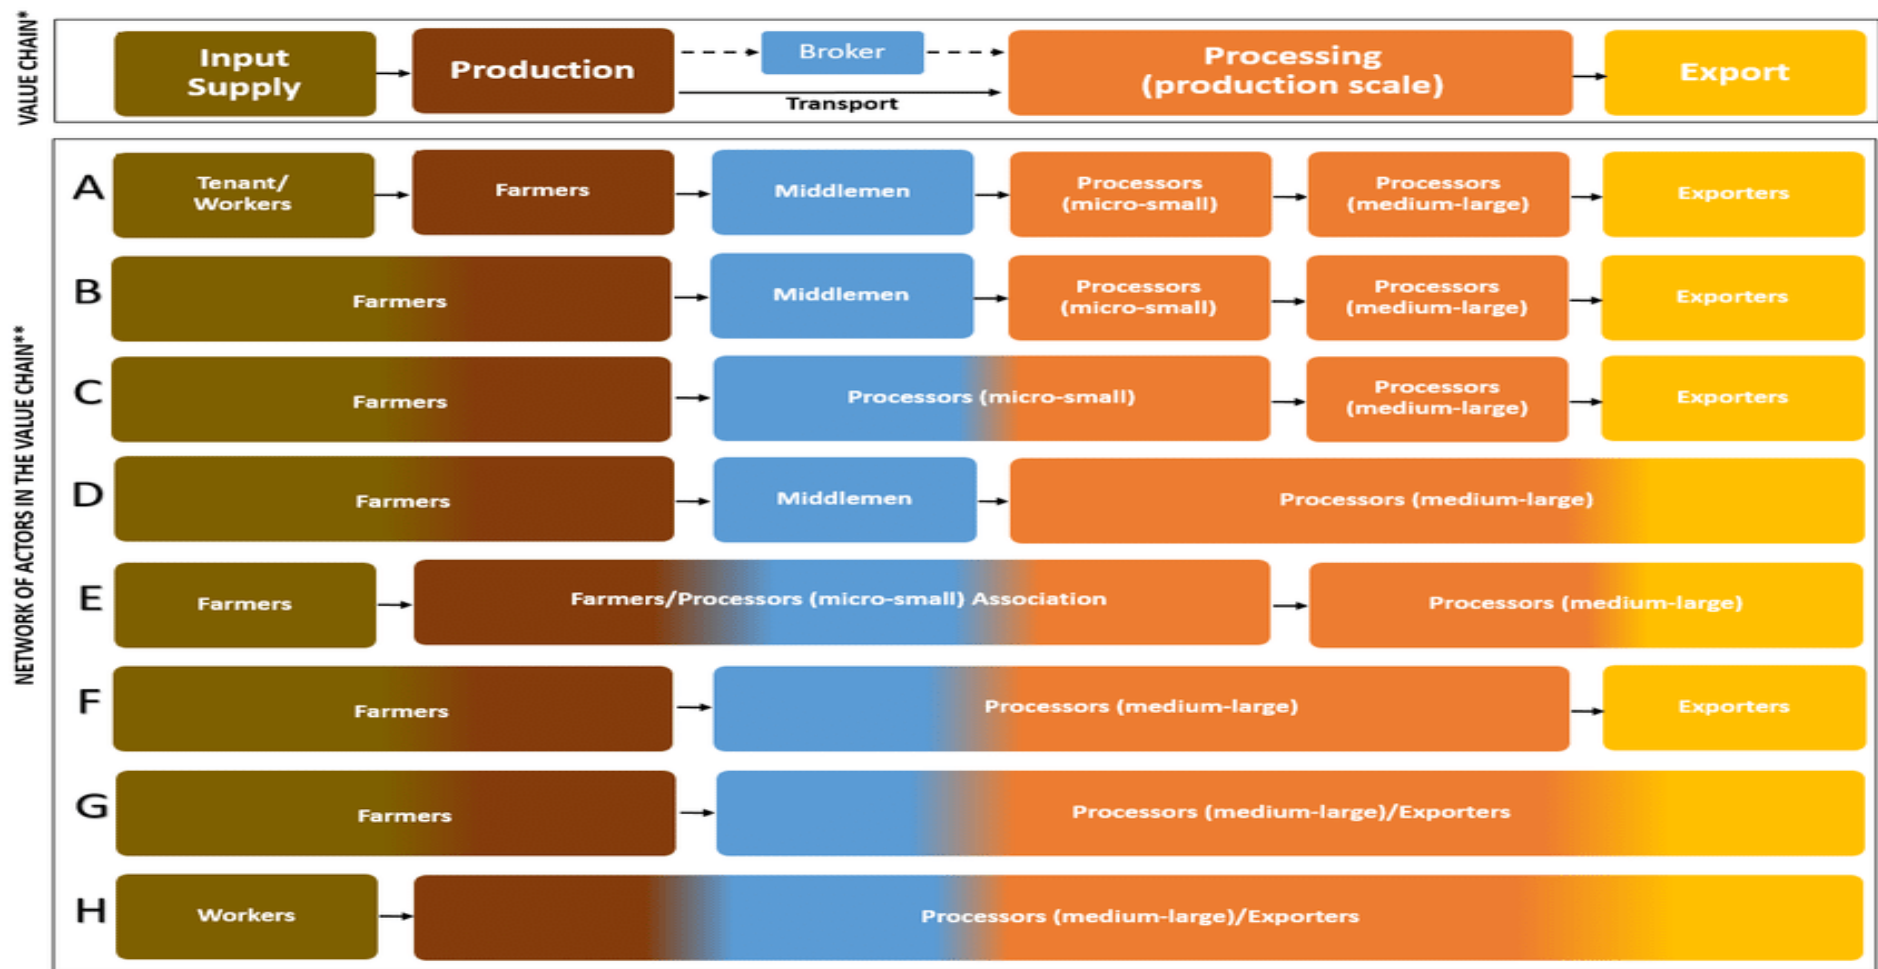 VALUE CHAIN*
Input
Supply
Production
Broker
Transport
Processing
(production scale)
Export
NETWORK OF ACTORS IN THE VALUE CHAIN**
A
Tenant/
Workers
Farmers
Middlemen
Processors
(micro-small)
Processors
(medium-large)
Exporters
B
Farmers
Middlemen
Processors
(micro-small)
Processors
(medium-large)
Exporters
C
Farmers
Processors (micro-small)
Processors
(medium-large)
Exporters
D
Farmers
Middlemen
Processors (medium-large)
E
Farmers
Farmers/Processors (micro-small) Association
Processors (medium-large)
F
Farmers
Processors (medium-large)
Exporters
G
Farmers
Processors (medium-large)/Exporters
H
Workers
Processors (medium-large)/Exporters